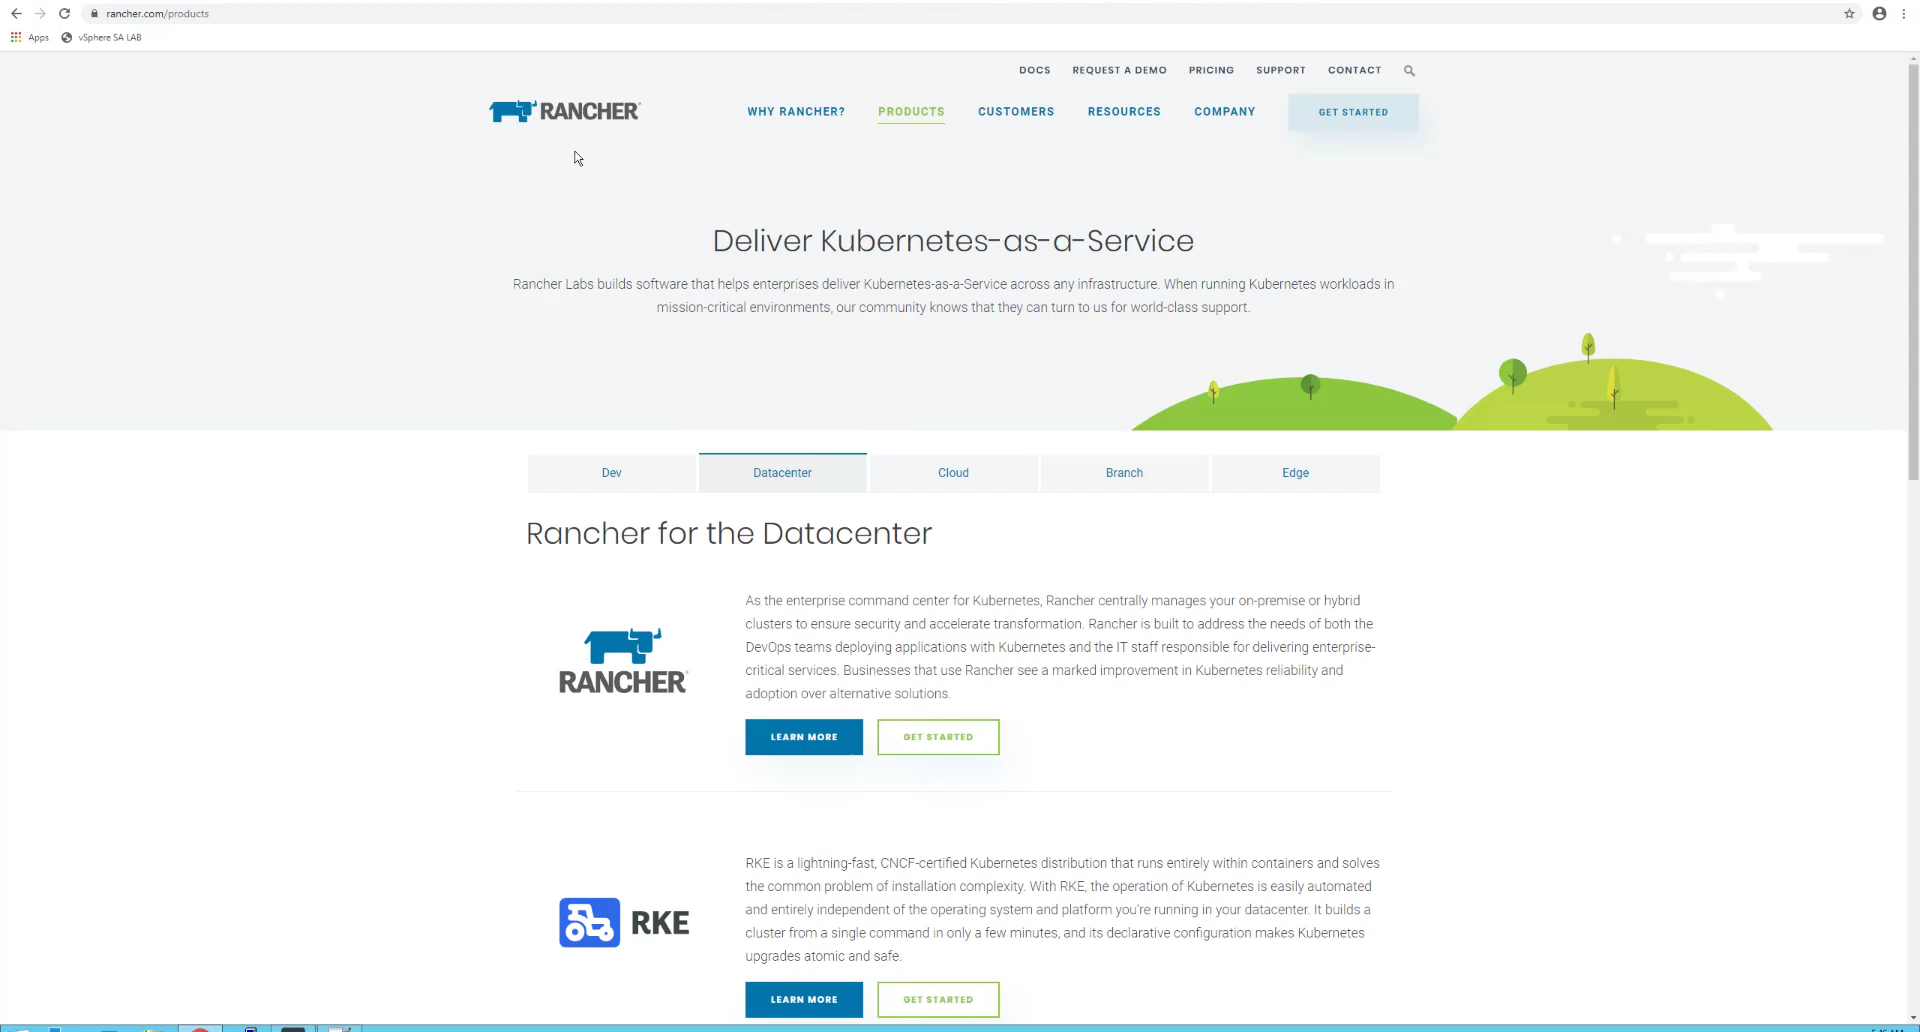 rancher.com/products
Apps vSphere SA LAB
DOCS REQUEST A DEMO PRICING SUPPORT CONTACT
RANCHER WHY RANCHER? PRODUCTS CUSTOMERS RESOURCES COMPANY GET STARTED
Deliver Kubernetes-as-a-Service
Rancher Labs builds software that helps enterprises deliver Kubernetes-as-a-Service across any infrastructure. When running Kubernetes workloads in
mission-critical environments, our community knows that they can turn to us for world-class support.
Dev Datacenter Cloud Branch Edge
Rancher for the Datacenter
RANCHER
As the enterprise command center for Kubernetes, Rancher centrally manages your on-premise or hybrid
clusters to ensure security and accelerate transformation. Rancher is built to address the needs of both the
DevOps teams deploying applications with Kubernetes and the IT staff responsible for delivering enterprise-
critical services. Businesses that use Rancher see a marked improvement in Kubernetes reliability and
adoption over alternative solutions.
LEARN MORE GET STARTED
RKE
RKE is a lightning-fast, CNCF-certified Kubernetes distribution that runs entirely within containers and solves
the common problem of installation complexity. With RKE, the operation of Kubernetes is easily automated
and entirely independent of the operating system and platform you're running in your datacenter. It builds a
cluster from a single command in only a few minutes, and its declarative configuration makes Kubernetes
upgrades atomic and safe.
LEARN MORE GET STARTED